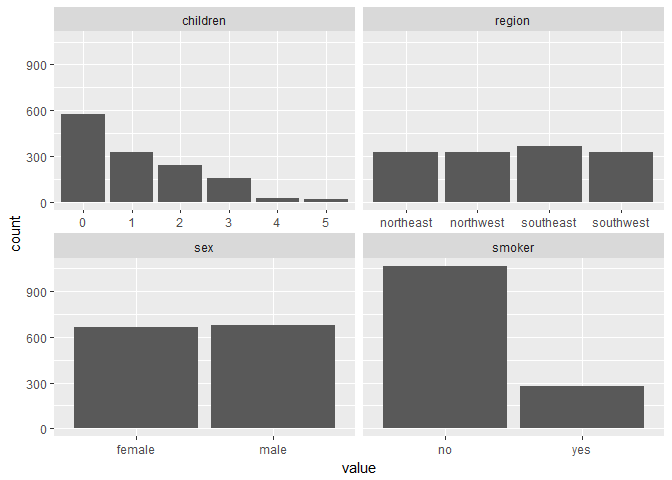 children
region
900
600
300
0
0 1 2 3 4 5
northeast northwest southeast southwest
count
sex
smoker
900
600
300
0
female male
no yes
value